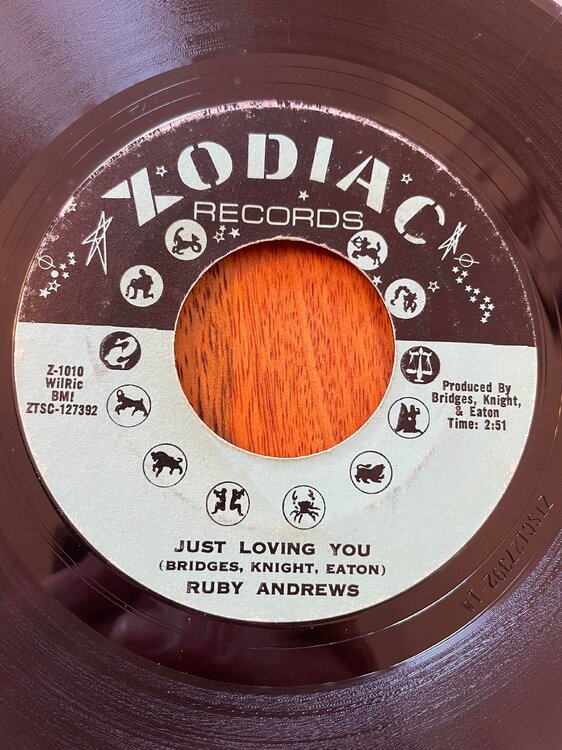 ZODIAC
RECORDS
Z-1010
WilRic
BMI
ZTSC-127392
Produced By
Bridges, Knight,
& Eaton
Time: 2:51
JUST LOVING YOU
(BRIDGES, KNIGHT, EATON)
RUBY ANDREWS
ZTSC127392 1A